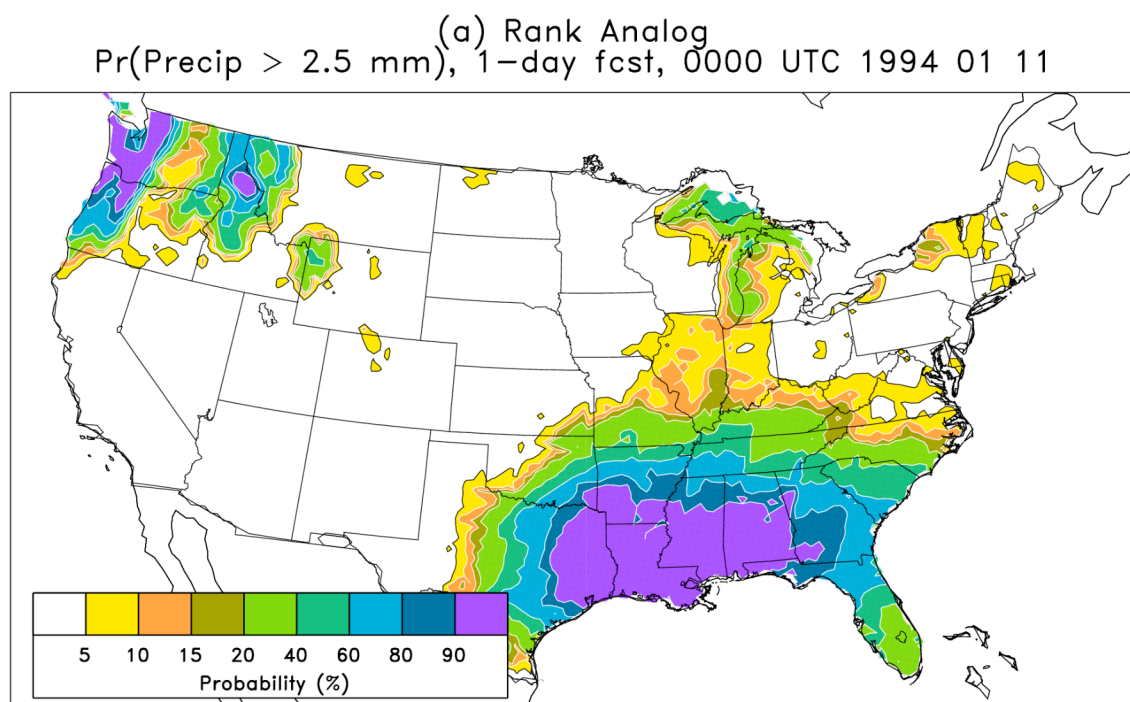 (a) Rank Analog
Pr(Precip > 2.5 mm), 1-day fcst, 0000 UTC 1994 01 11
5 10 15 20 40 60 80 90
Probability (%)